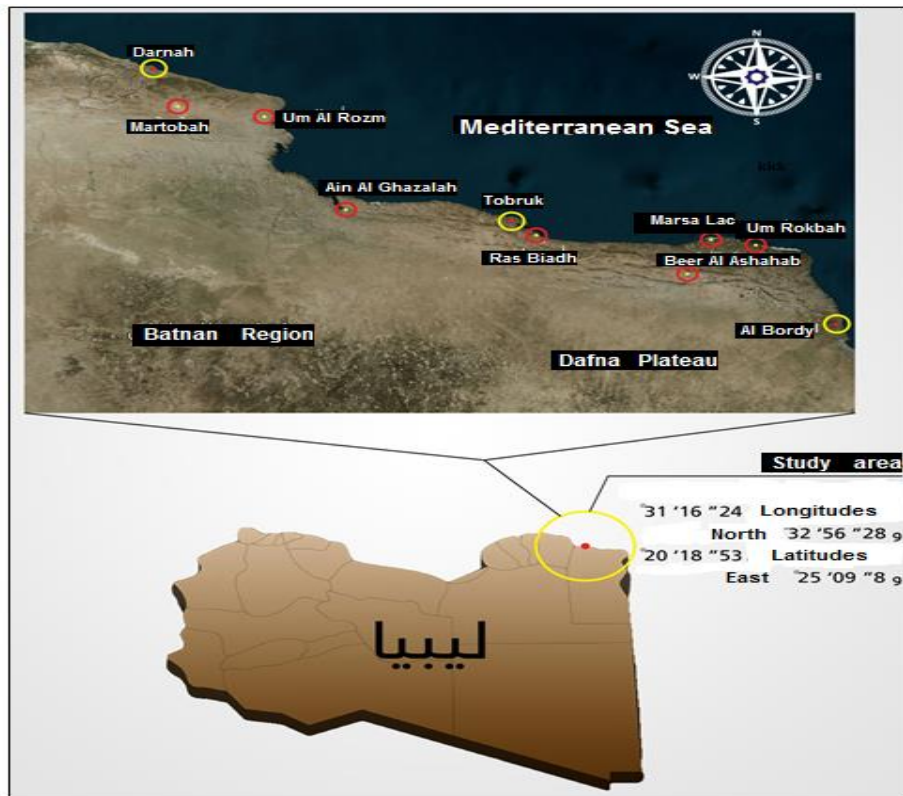 Darnah
N
W
E
S
Martobah
Um Al Rozm
Mediterranean Sea
Ain Al Ghazalah
Tobruk
Marsa Lac
Um Rokbah
Ras Biadh
Beer Al Ashahab
Al Bordyl
Batnan Region
Dafna Plateau
Study area
°31 '16 "24 Longitudes
North 32 '56 "28 و
°20 '18 "53 Latitudes
East °25 '09 "8 و
ليبيا